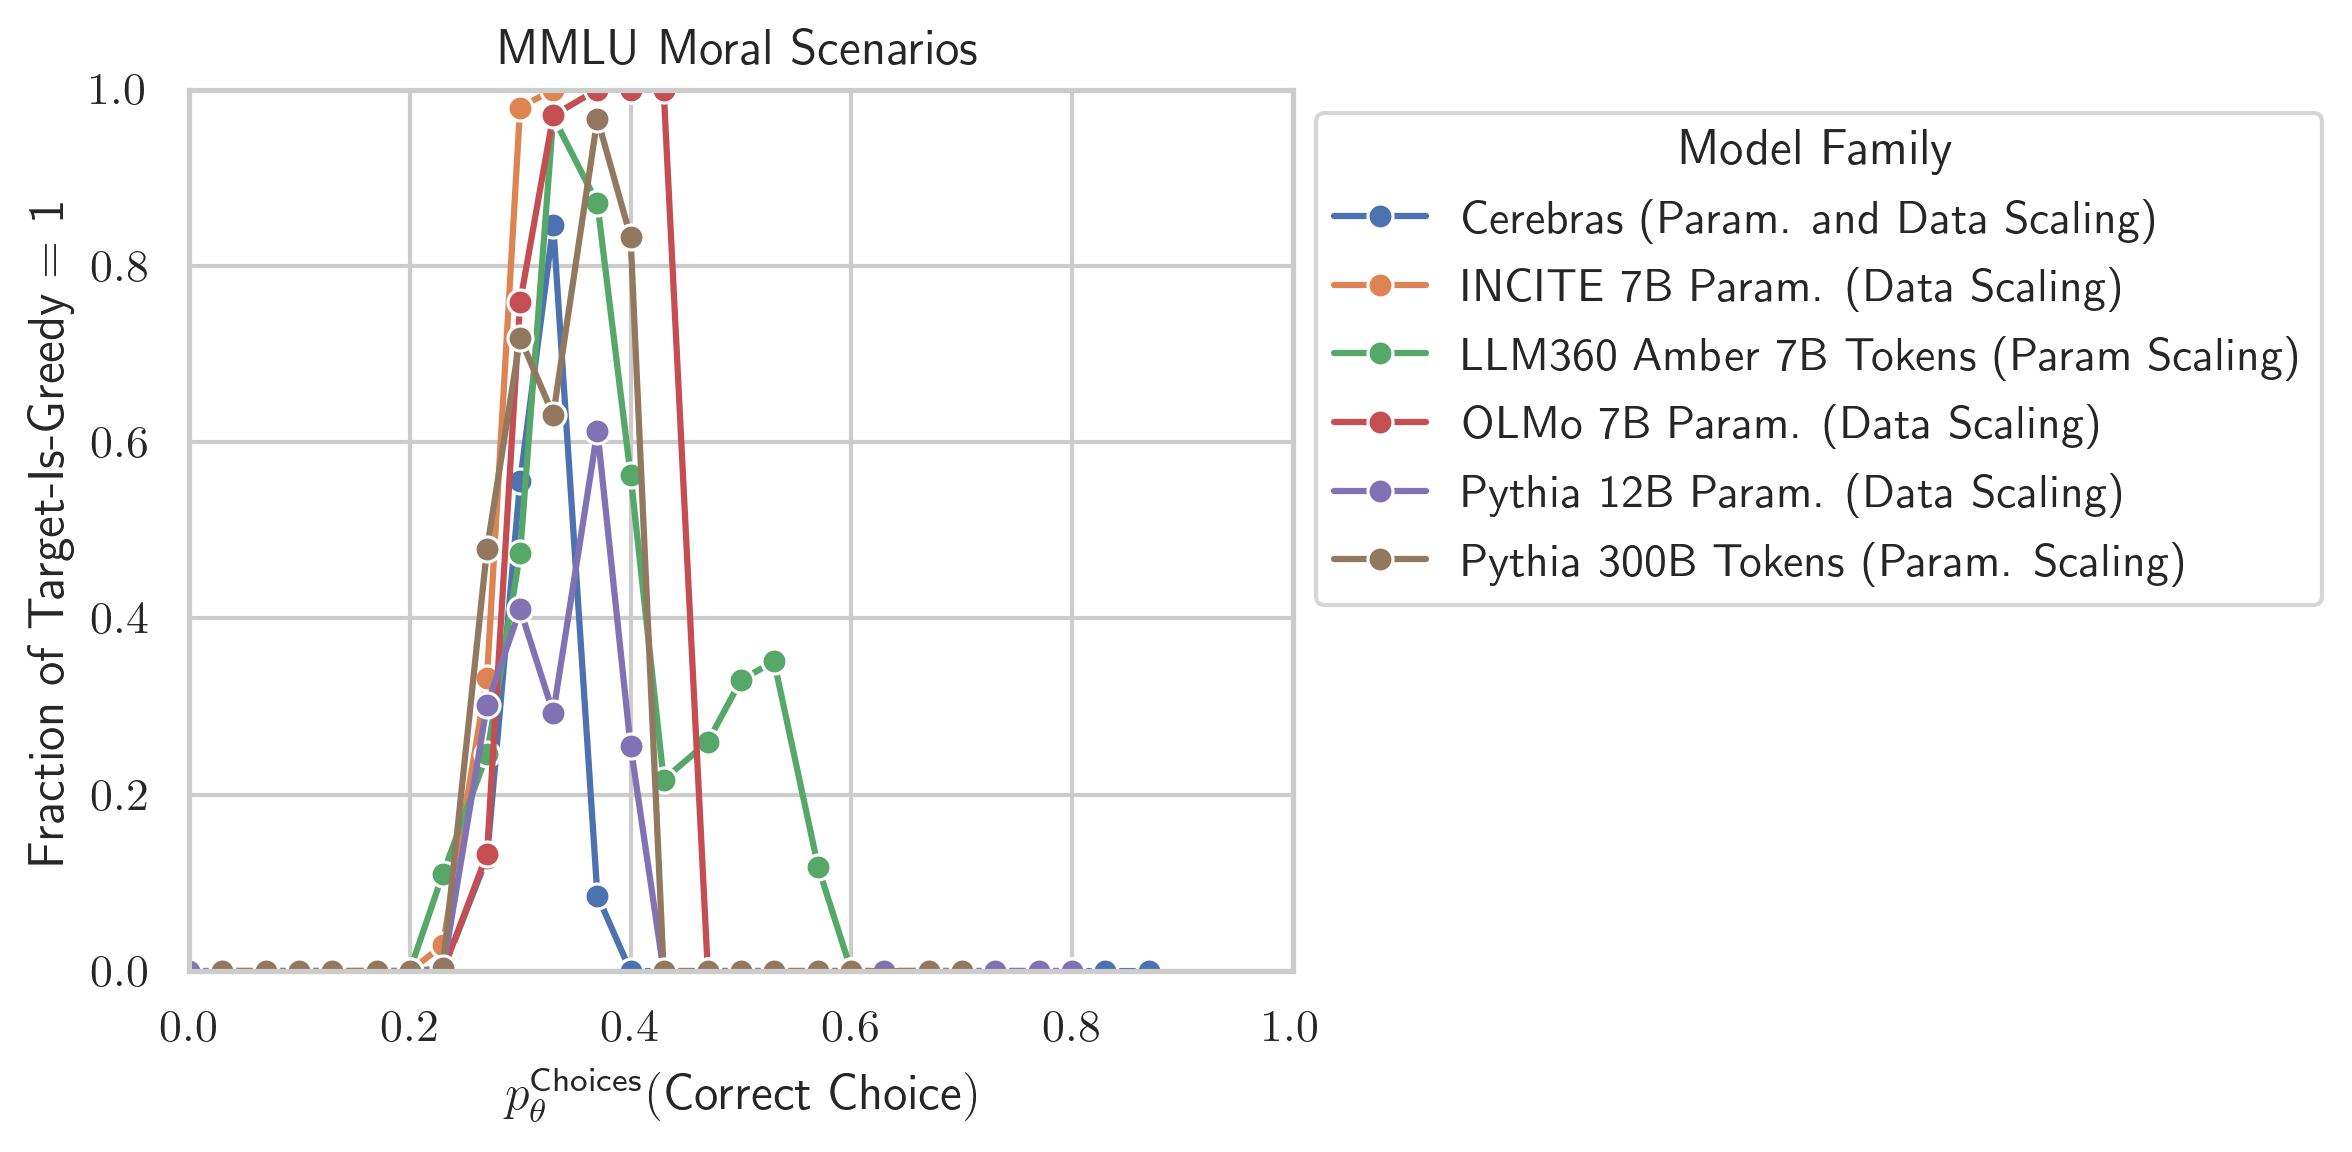 MMLU Moral Scenarios
1.0
0.8
0.6
0.4
0.2
0.0
Fraction of Target-Is-Greedy = 1
0.0 0.2 0.4 0.6 0.8 1.0
p_θ^Choices(Correct Choice)
Model Family
Cerebras (Param. and Data Scaling)
INCITE 7B Param. (Data Scaling)
LLM360 Amber 7B Tokens (Param Scaling)
OLMo 7B Param. (Data Scaling)
Pythia 12B Param. (Data Scaling)
Pythia 300B Tokens (Param. Scaling)